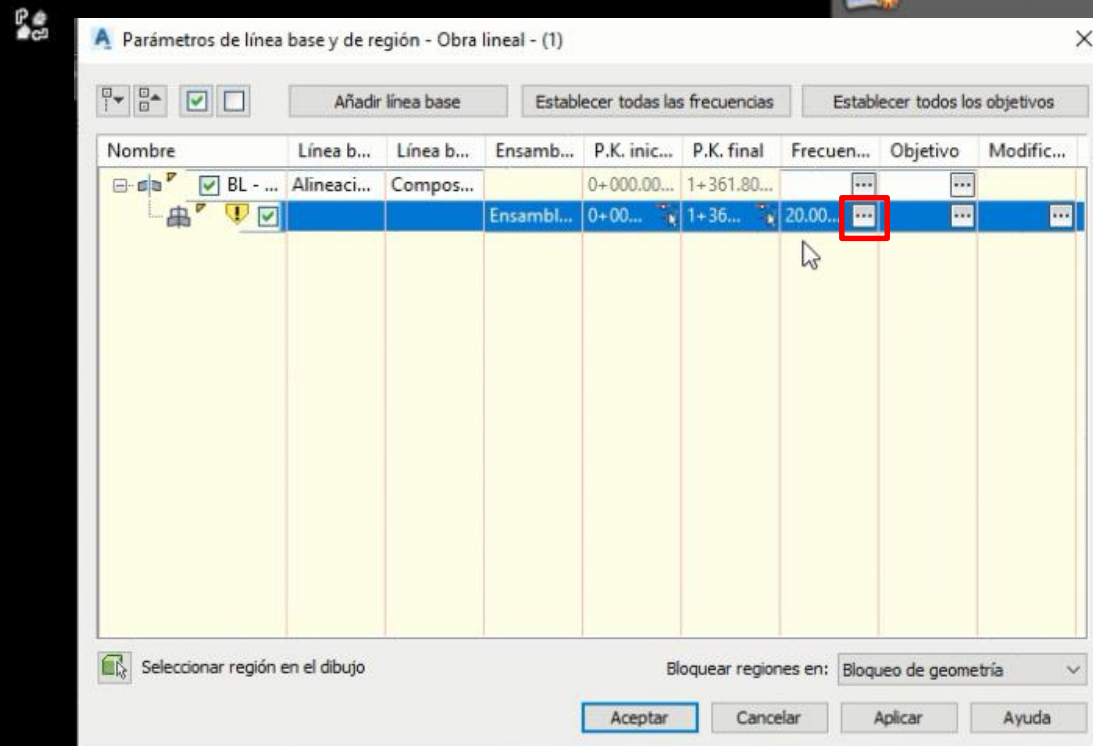 Parámetros de línea base y de región - Obra lineal - (1)
Añadir línea base Establecer todas las frecuencias Establecer todos los objetivos
Nombre Línea b... Línea b... Ensamb... P.K. inic... P.K. final Frecuen... Objetivo Modific...
BL - ... Alineaci... Compos... 0+000.00... 1+361.80...
Ensambl... 0+00... 1+36... 20.00...
Seleccionar región en el dibujo Bloquear regiones en: Bloqueo de geometría
Aceptar Cancelar Aplicar Ayuda